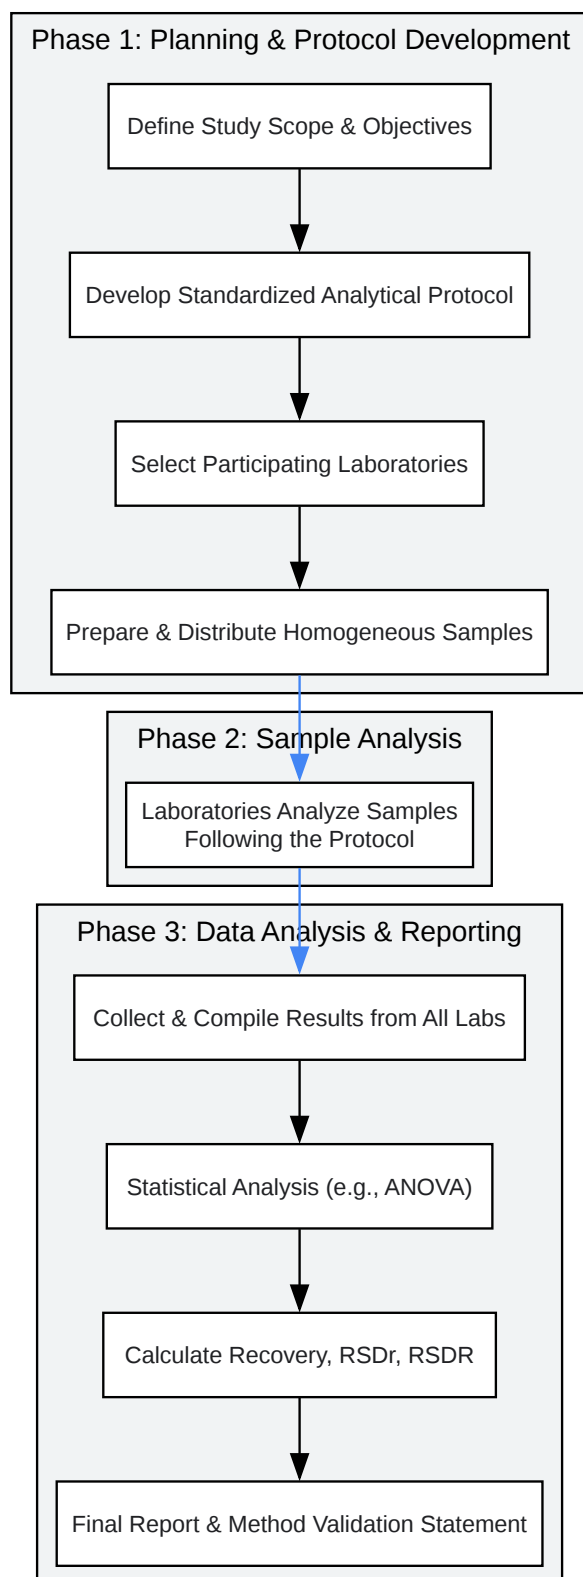 Phase 1: Planning & Protocol Development
Define Study Scope & Objectives
Develop Standardized Analytical Protocol
Select Participating Laboratories
Prepare & Distribute Homogeneous Samples
Phase 2: Sample Analysis
Laboratories Analyze Samples
Following the Protocol
Phase 3: Data Analysis & Reporting
Collect & Compile Results from All Labs
Statistical Analysis (e.g., ANOVA)
Calculate Recovery, RSDr, RSDR
Final Report & Method Validation Statement